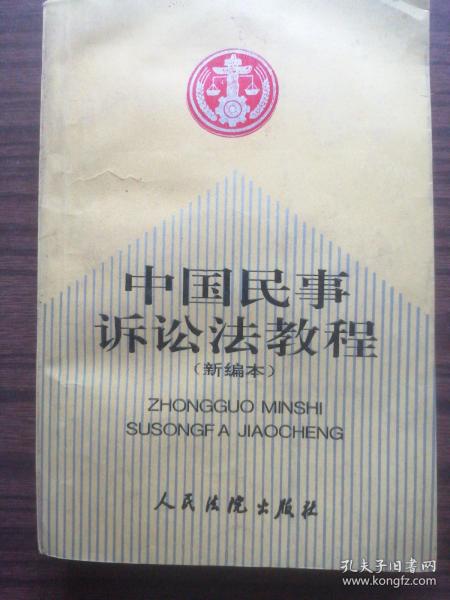 中国民事
诉讼法教程
（新编本）
ZHONGGUO MINSHI
SUSONGFA JIAOCHENG
人民法院出版社
孔夫子旧书网
www.kongfz.com